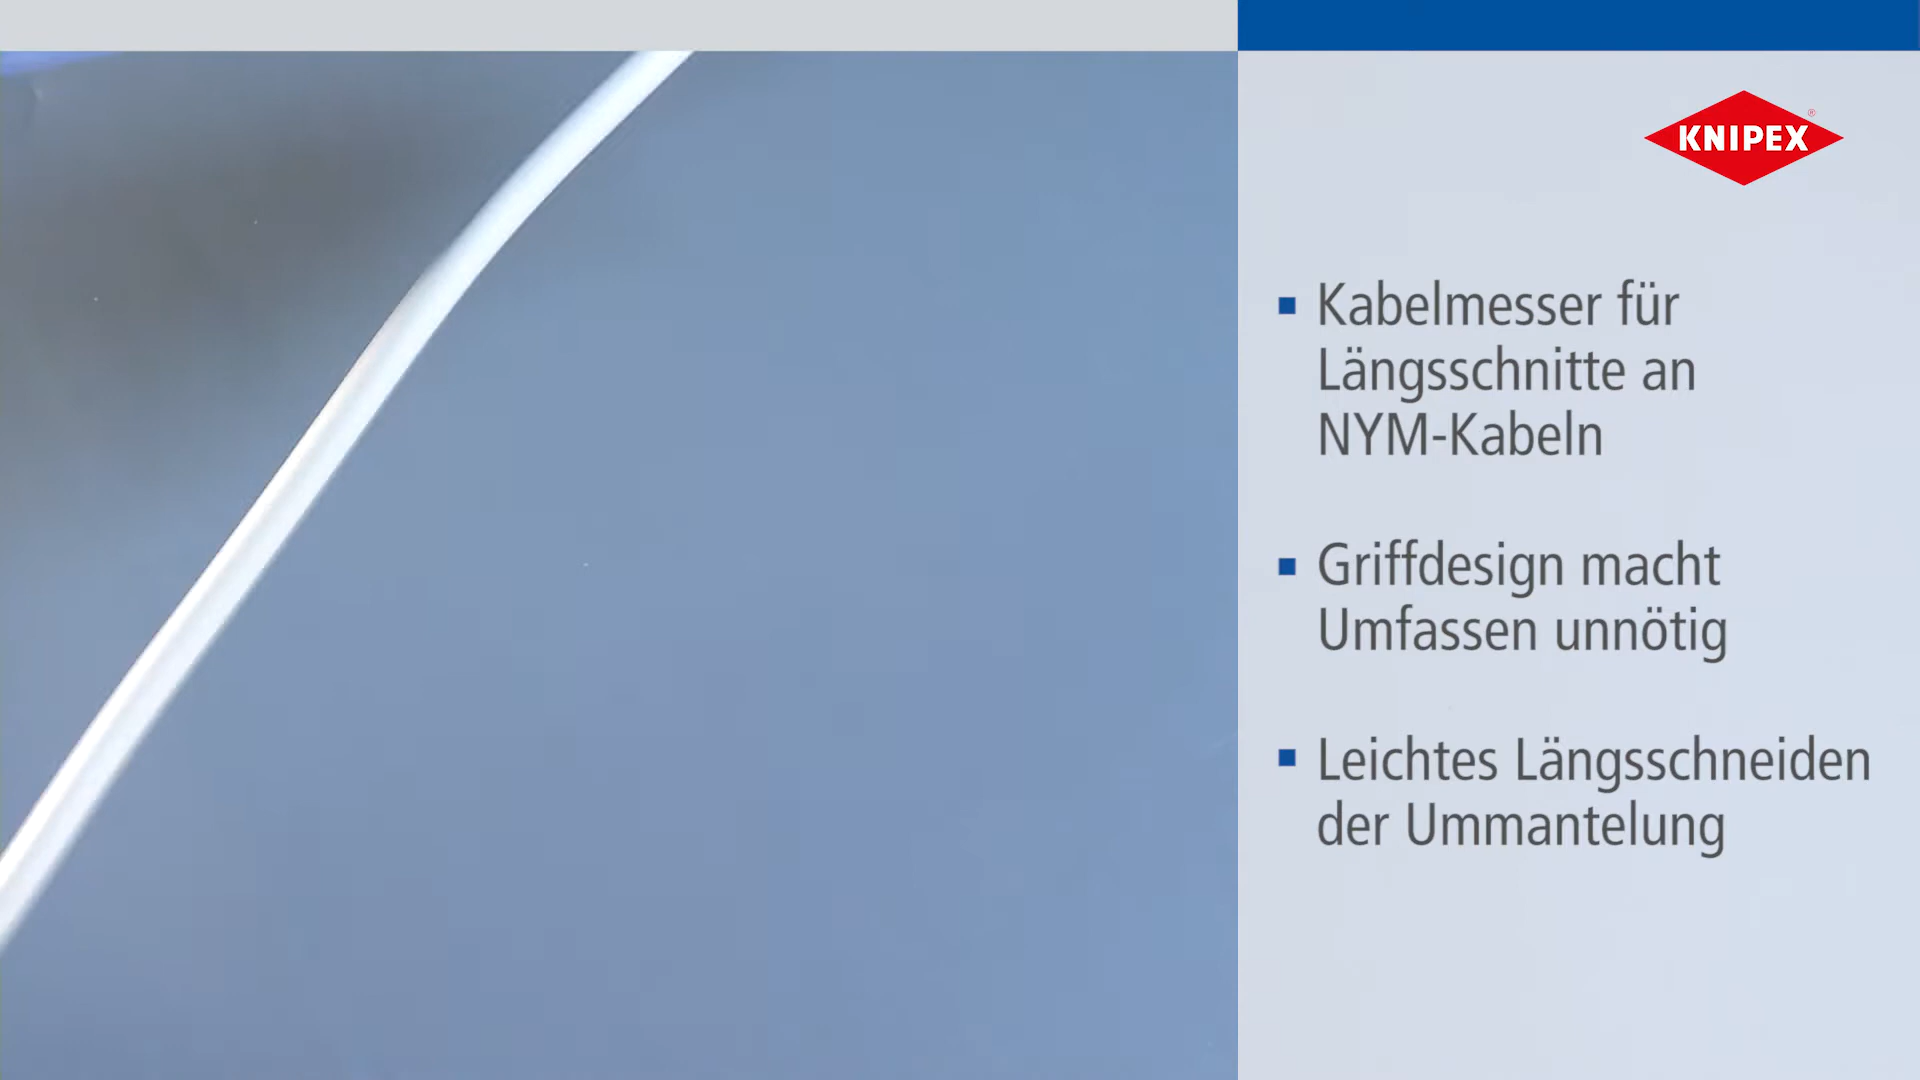 KNIPEX®
Kabelmesser für
Längsschnitte an
NYM-Kabeln
Griffdesign macht
Umfassen unnötig
Leichtes Längsschneiden
der Ummantelung